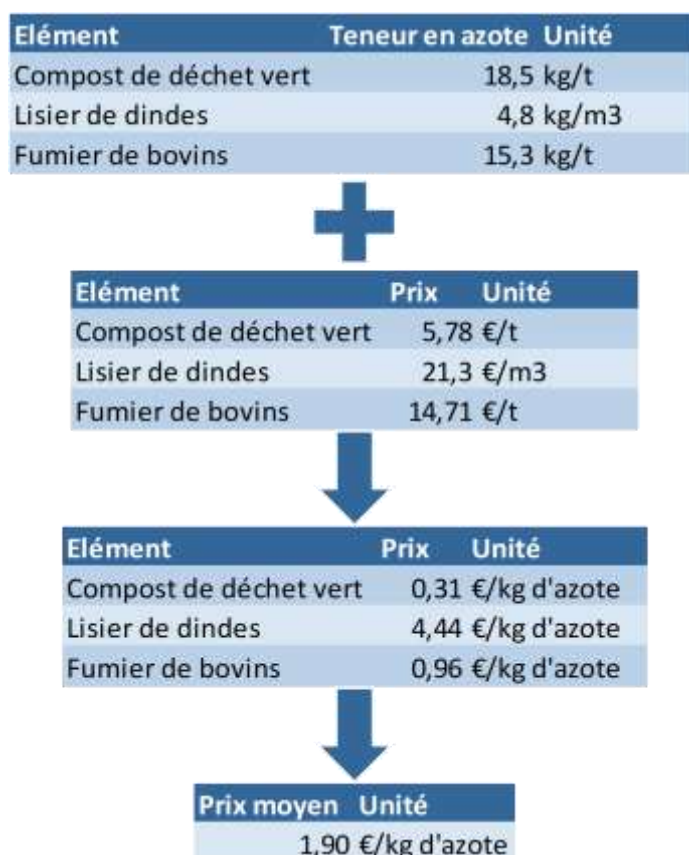 Elément Teneur en azote Unité
Compost de déchet vert 18,5 kg/t
Lisier de dindes 4,8 kg/m3
Fumier de bovins 15,3 kg/t
Elément Prix Unité
Compost de déchet vert 5,78 €/t
Lisier de dindes 21,3 €/m3
Fumier de bovins 14,71 €/t
Elément Prix Unité
Compost de déchet vert 0,31 €/kg d'azote
Lisier de dindes 4,44 €/kg d'azote
Fumier de bovins 0,96 €/kg d'azote
Prix moyen Unité
1,90 €/kg d'azote